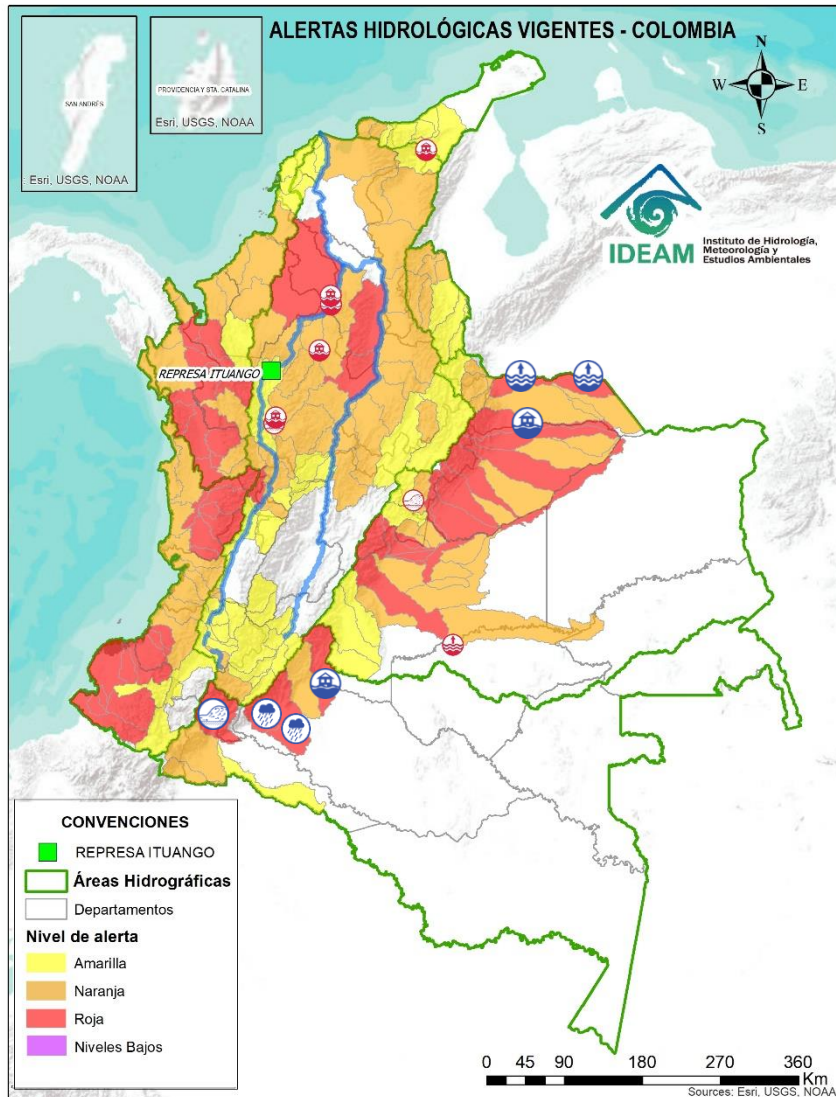 ALERTAS HIDROLÓGICAS VIGENTES - COLOMBIA
SAN ANDRÉS
Esri, USGS, NOAA
PROVIDENCIA Y STA. CATALINA
Esri, USGS, NOAA
N
W
E
S
IDEAM
Instituto de Hidrología,
Meteorología y
Estudios Ambientales
REPRESA ITUANGO
CONVENCIONES
REPRESA ITUANGO
Áreas Hidrográficas
Departamentos
Nivel de alerta
Amarilla
Naranja
Roja
Niveles Bajos
0 45 90 180 270 360
Km
Sources: Esri, USGS, NOAA